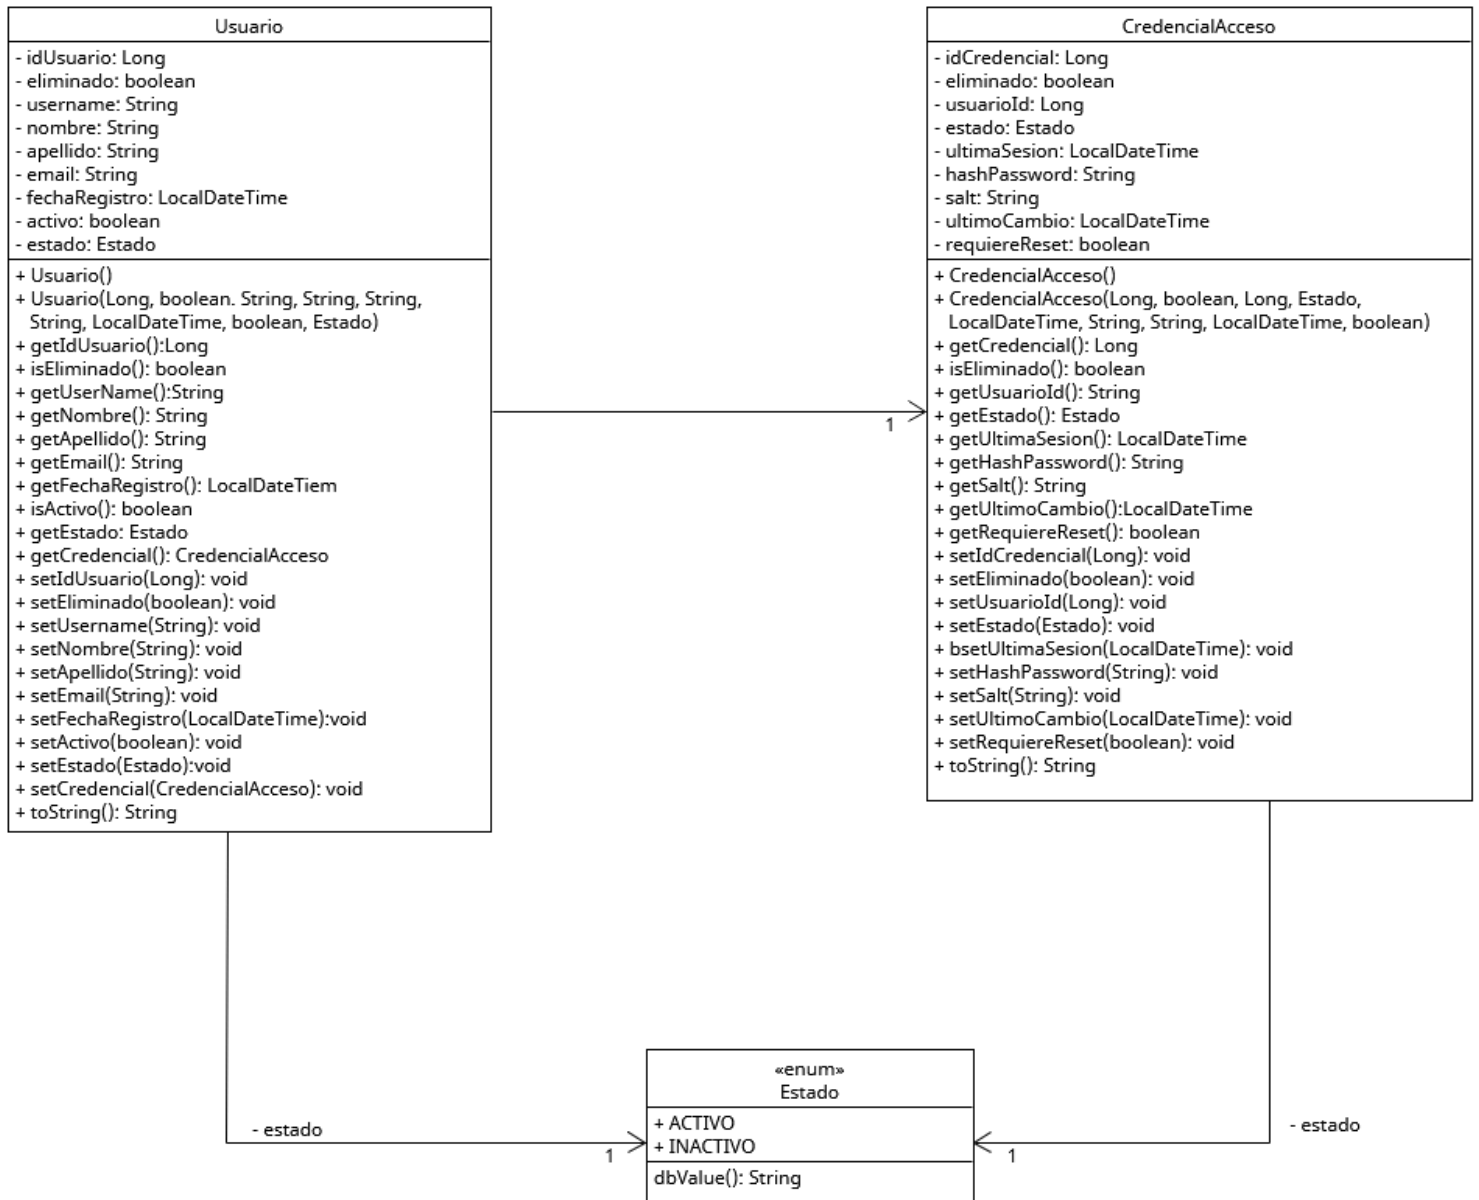 Usuario
- idUsuario: Long
- eliminado: boolean
- username: String
- nombre: String
- apellido: String
- email: String
- fechaRegistro: LocalDateTime
- activo: boolean
- estado: Estado
+ Usuario()
+ Usuario(Long, boolean. String, String, String,
String, LocalDateTime, boolean, Estado)
+ getIdUsuario():Long
+ isEliminado(): boolean
+ getUserName():String
+ getNombre(): String
+ getApellido(): String
+ getEmail(): String
+ getFechaRegistro(): LocalDateTiem
+ isActivo(): boolean
+ getEstado: Estado
+ getCredencial(): CredencialAcceso
+ setIdUsuario(Long): void
+ setEliminado(boolean): void
+ setUsername(String): void
+ setNombre(String): void
+ setApellido(String): void
+ setEmail(String): void
+ setFechaRegistro(LocalDateTime):void
+ setActivo(boolean): void
+ setEstado(Estado):void
+ setCredencial(CredencialAcceso): void
+ toString(): String
1
CredencialAcceso
- idCredencial: Long
- eliminado: boolean
- usuarioId: Long
- estado: Estado
- ultimaSesion: LocalDateTime
- hashPassword: String
- salt: String
- ultimoCambio: LocalDateTime
- requiereReset: boolean
+ CredencialAcceso()
+ CredencialAcceso(Long, boolean, Long, Estado,
LocalDateTime, String, String, LocalDateTime, boolean)
+ getCredencial(): Long
+ isEliminado(): boolean
+ getUsuarioId(): String
+ getEstado(): Estado
+ getUltimaSesion(): LocalDateTime
+ getHashPassword(): String
+ getSalt(): String
+ getUltimoCambio():LocalDateTime
+ getRequiereReset(): boolean
+ setIdCredencial(Long): void
+ setEliminado(boolean): void
+ setUsuarioId(Long): void
+ setEstado(Estado): void
+ bsetUltimaSesion(LocalDateTime): void
+ setHashPassword(String): void
+ setSalt(String): void
+ setUltimoCambio(LocalDateTime): void
+ setRequiereReset(boolean): void
+ toString(): String
- estado
1
«enum»
Estado
+ ACTIVO
+ INACTIVO
dbValue(): String
- estado
1